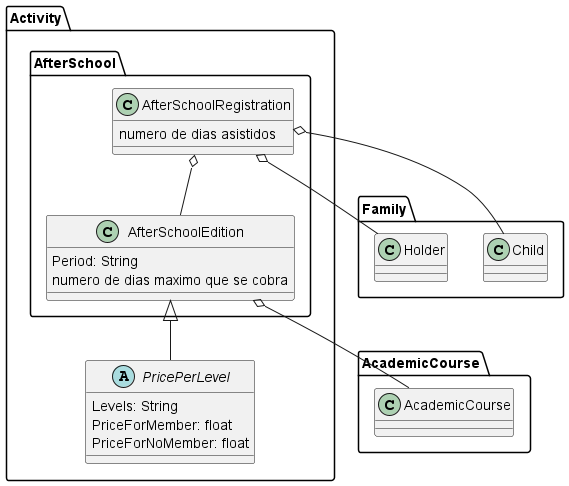 Activity
AfterSchool
C AfterSchoolRegistration
numero de dias asistidos
Family
C AfterSchoolEdition
Period: String
numero de dias maximo que se cobra
C Holder
C Child
A PricePerLevel
Levels: String
PriceForMember: float
PriceForNoMember: float
AcademicCourse
C AcademicCourse